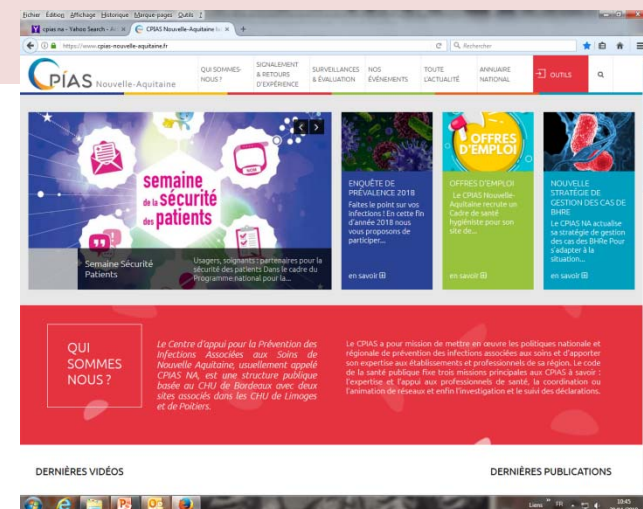 Fichier Édition Affichage Historique Marque-pages Outils ?
cpias na - Yahoo Search - 
CPIAS Nouvelle-Aquitaine
https://www.cpias-nouvelle-aquitaine.fr
Rechercher
CPIAS Nouvelle-Aquitaine
QUI SOMMES-
NOUS ?
SIGNALEMENT
& RETOURS
D'EXPÉRIENCE
SURVEILLANCES
& ÉVALUATION
NOS
ÉVÉNEMENTS
TOUTE
L'ACTUALITÉ
ANNUAIRE
NATIONAL
OUTILS
semaine
de la sécurité
des patients
Semaine Sécurité
Patients
Usagers, soignants : partenaires pour la
sécurité des patients Dans le cadre du
Programme national pour la...
ENQUÊTE DE
PRÉVALENCE 2018
Faites le point sur vos
infections ! En cette fin
d'année 2018 nous
vous proposons de
participer...
en savoir
OFFRES
D'EMPLOI
OFFRES D'EMPLOI
Le CPIAS Nouvelle-
Aquitaine recrute un
Cadre de santé
hygiéniste pour son
site de...
en savoir
NOUVELLE
STRATÉGIE DE
GESTION DES CAS DE
BHRE
Le CPIAS NA actualise
sa stratégie de gestion
des cas des BHRe Pour
s'adapter à la
situation...
en savoir
QUI
SOMMES
NOUS ?
Le Centre d'appui pour la Prévention des
Infections Associées aux Soins de
Nouvelle Aquitaine, usuellement appelé
CPIAS NA, est une structure publique
basée au CHU de Bordeaux avec deux
sites associés dans les CHU de Limoges
et de Poitiers.
Le CPIAS a pour mission de mettre en œuvre les politiques nationale et
régionale de prévention des infections associées aux soins et d'apporter
son expertise aux établissements et professionnels de sa région. Le code
de la santé publique fixe trois missions principales aux CPIAS à savoir :
l'expertise et l'appui aux professionnels de santé, la coordination ou
l'animation de réseaux et enfin l'investigation et le suivi des déclarations.
DERNIÈRES VIDÉOS
DERNIÈRES PUBLICATIONS
Liens
FR
10:45